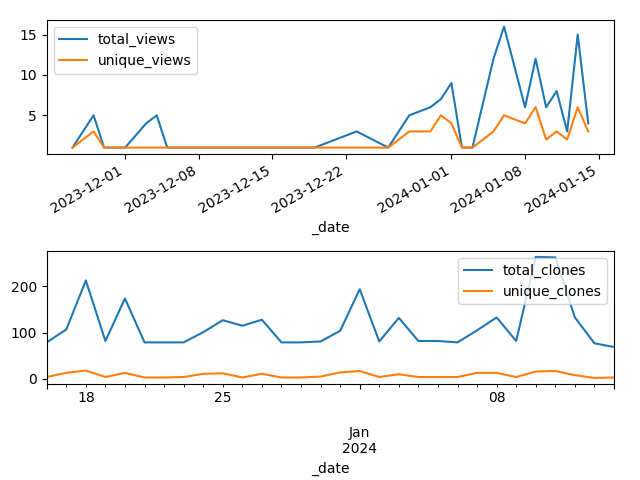 15
10
5
total_views
unique_views
2023-12-01
2023-12-08
2023-12-15
2023-12-22
2024-01-01
2024-01-08
2024-01-15
_date
200
100
0
total_clones
unique_clones
18
25
08
Jan
2024
_date